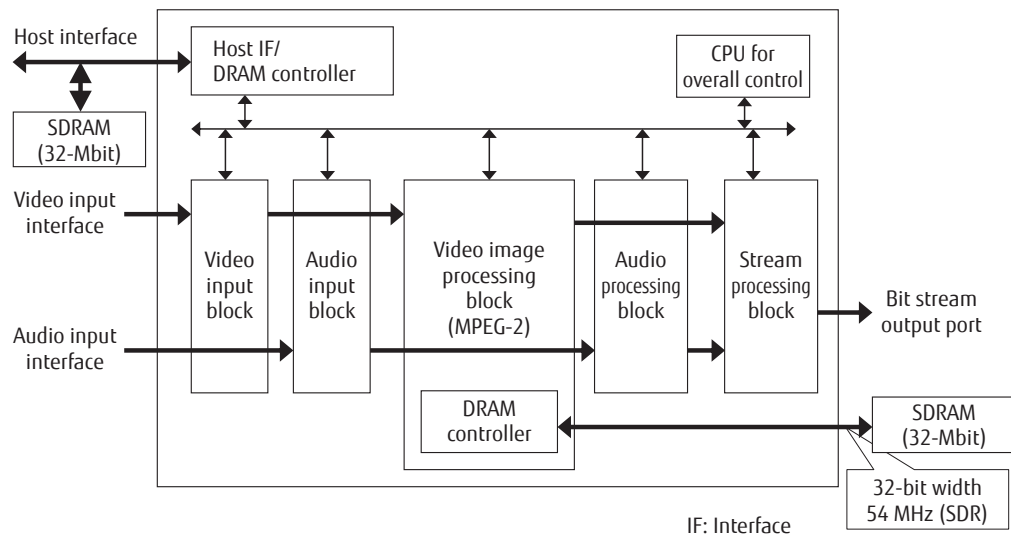 Host interface
Host IF/
DRAM controller
CPU for
overall control
SDRAM
(32-Mbit)
Video input
interface
Video
input
block
Audio
input
block
Video image
processing
block
(MPEG-2)
Audio
processing
block
Stream
processing
block
Bit stream
output port
Audio input
interface
DRAM
controller
SDRAM
(32-Mbit)
32-bit width
54 MHz (SDR)
IF: Interface